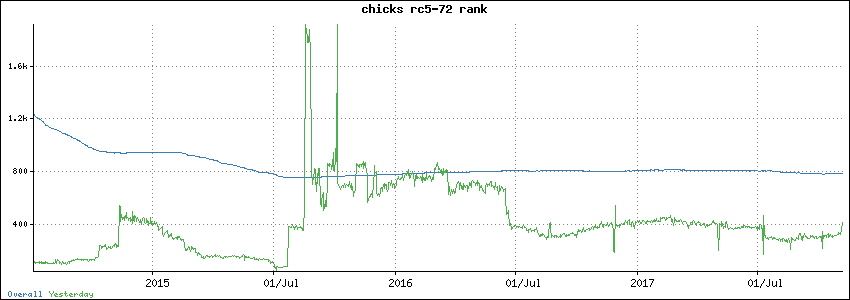 chicks rc5-72 rank
1.6k
1.2k
800
400
2015 01/Jul 2016 01/Jul 2017 01/Jul
Overall Yesterday